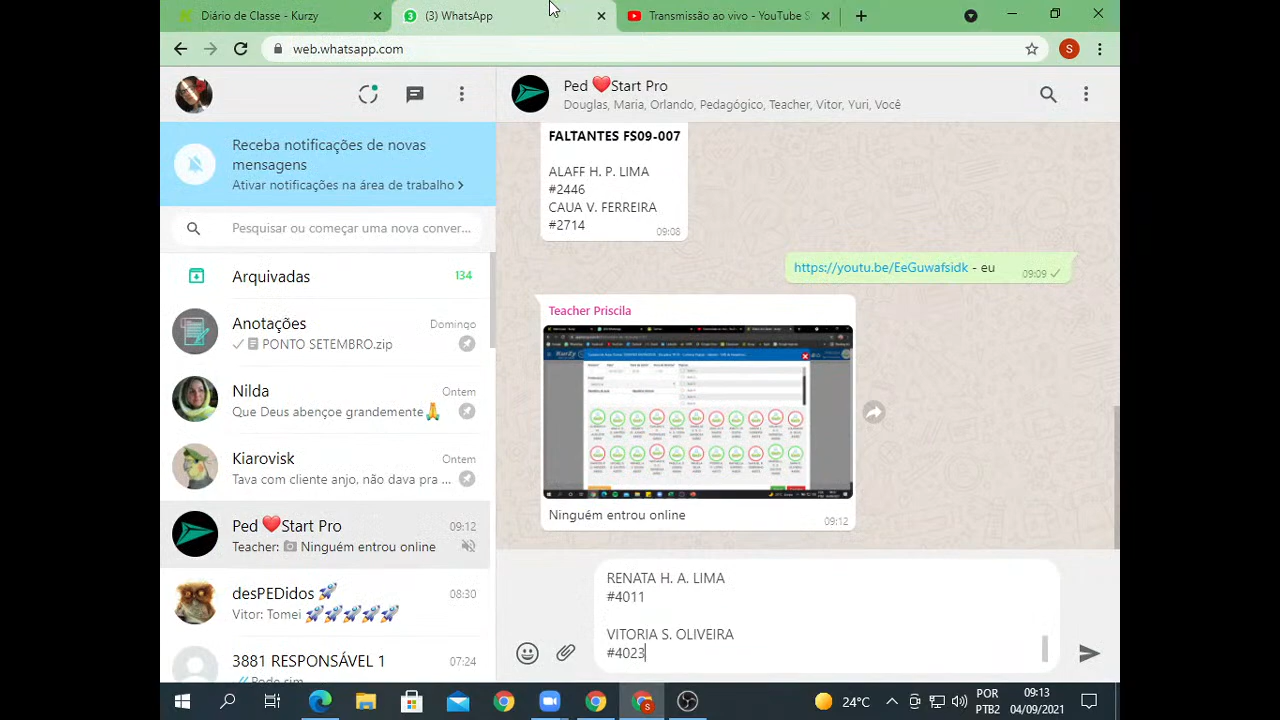 Diário de Classe - Kurzy
(3) WhatsApp
Transmissão ao vivo - YouTube S
web.whatsapp.com
S
Ped ❤️Start Pro
Douglas, Maria, Orlando, Pedagógico, Teacher, Vitor, Yuri, Você
Receba notificações de novas
mensagens
Ativar notificações na área de trabalho >
Pesquisar ou começar uma nova conver...
Arquivadas
134
Anotações
Domingo
PONTO SETEMBRO.zip
Nilla
Ontem
Que Deus abençoe grandemente🙏
Kiarovisk
Ontem
Tava com cliente aqi, não dava pra ...
Ped ❤️Start Pro
09:12
Teacher: 📷 Ninguém entrou online
desPEDidos 🚀
08:30
Vitor: Tomei 🚀🚀🚀🚀🚀
3881 RESPONSÁVEL 1
07:24
Pode sim
FALTANTES FS09-007
ALAFF H. P. LIMA
#2446
CAUA V. FERREIRA
#2714
09:08
https://youtu.be/EeGuwafsidk - eu
09:09
Teacher Priscila
Ninguém entrou online
09:12
RENATA H. A. LIMA
#4011
VITORIA S. OLIVEIRA
#4023
24°C
POR
PTB2
09:13
04/09/2021